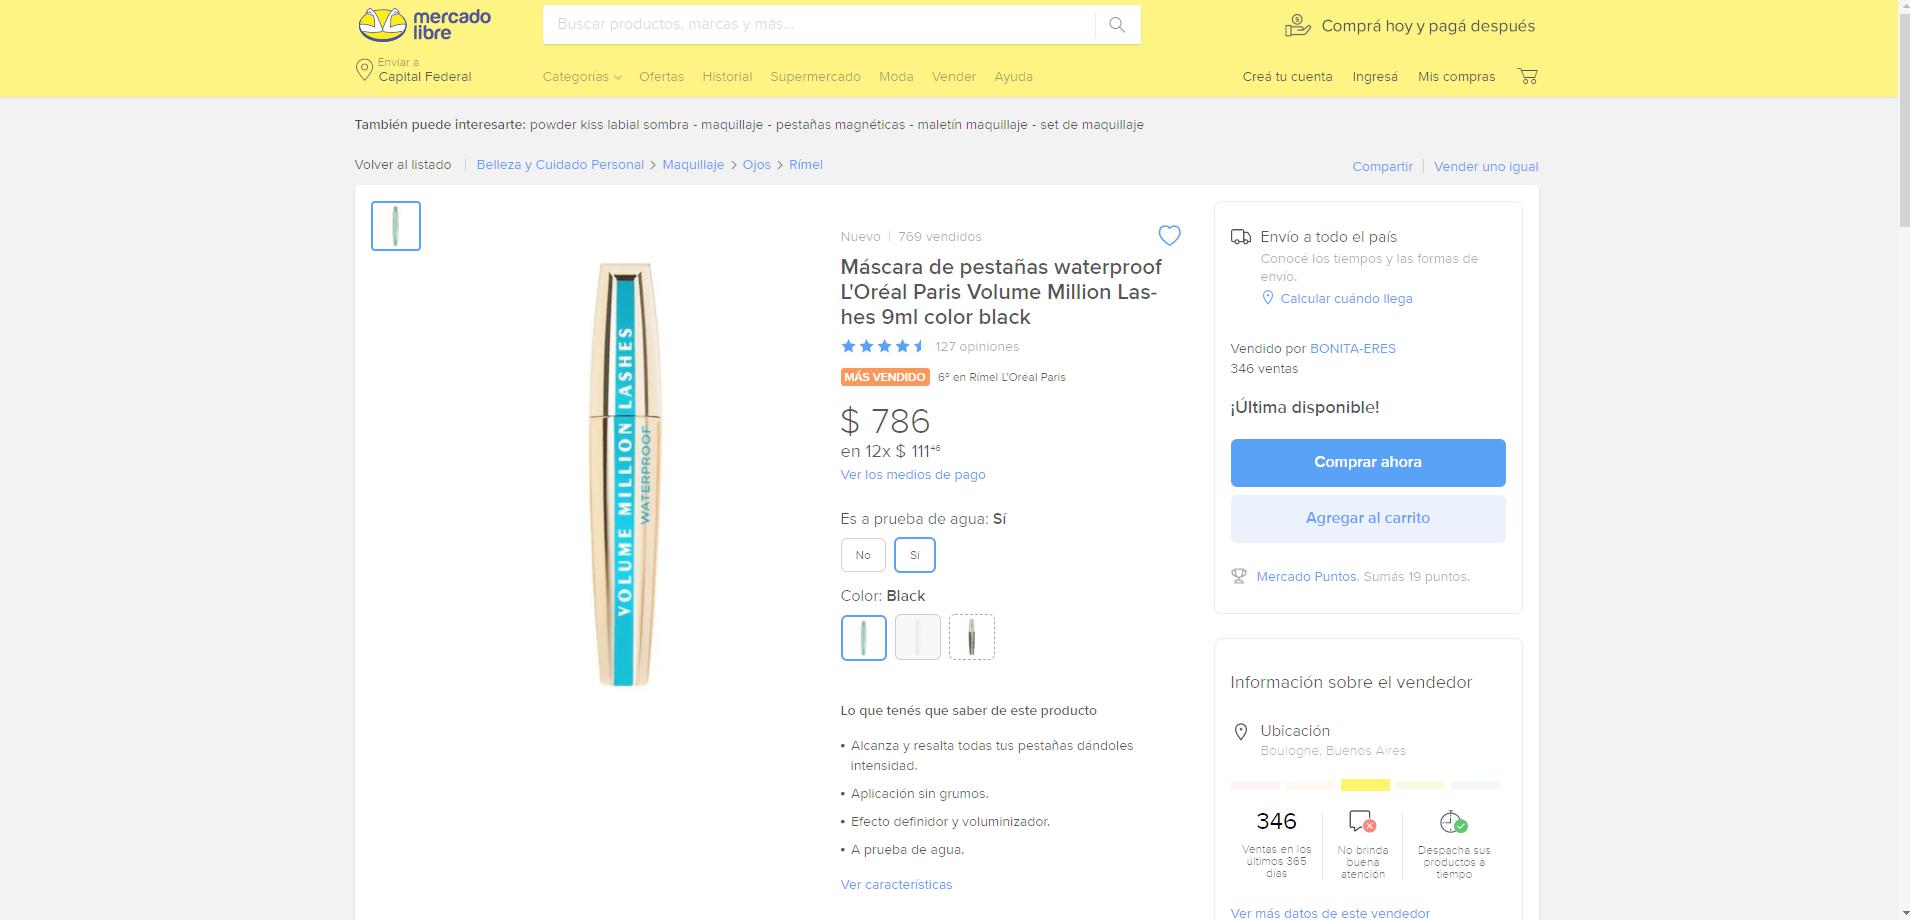 mercado
libre
Buscar productos, marcas y más...
Comprá hoy y pagá después
Enviar a
Capital Federal
Categorías Ofertas Historial Supermercado Moda Vender Ayuda
Creá tu cuenta Ingresá Mis compras
También puede interesarte: powder kiss labial sombra - maquillaje - pestañas magnéticas - maletín maquillaje - set de maquillaje
Volver al listado | Belleza y Cuidado Personal > Maquillaje > Ojos > Rímel
Compartir | Vender uno igual
VOLUME MILLION LASHES
WATERPROOF
Nuevo | 769 vendidos
Máscara de pestañas waterproof
L'Oréal Paris Volume Million Las-
hes 9ml color black
127 opiniones
MÁS VENDIDO 6º en Rímel L'Oréal Paris
$ 786
en 12x $ 111 46
Ver los medios de pago
Es a prueba de agua: Sí
No Sí
Color: Black
Lo que tenés que saber de este producto
• Alcanza y resalta todas tus pestañas dándoles
intensidad.
• Aplicación sin grumos.
• Efecto definidor y voluminizador.
• A prueba de agua.
Ver características
Envío a todo el país
Conocé los tiempos y las formas de
envío.
Calcular cuándo llega
Vendido por BONITA-ERES
346 ventas
¡Última disponible!
Comprar ahora
Agregar al carrito
Mercado Puntos. Sumás 19 puntos.
Información sobre el vendedor
Ubicación
Boulogne, Buenos Aires
346
Ventas en los
últimos 365
días
No brinda
buena
atención
Despacha sus
productos a
tiempo
Ver más datos de este vendedor